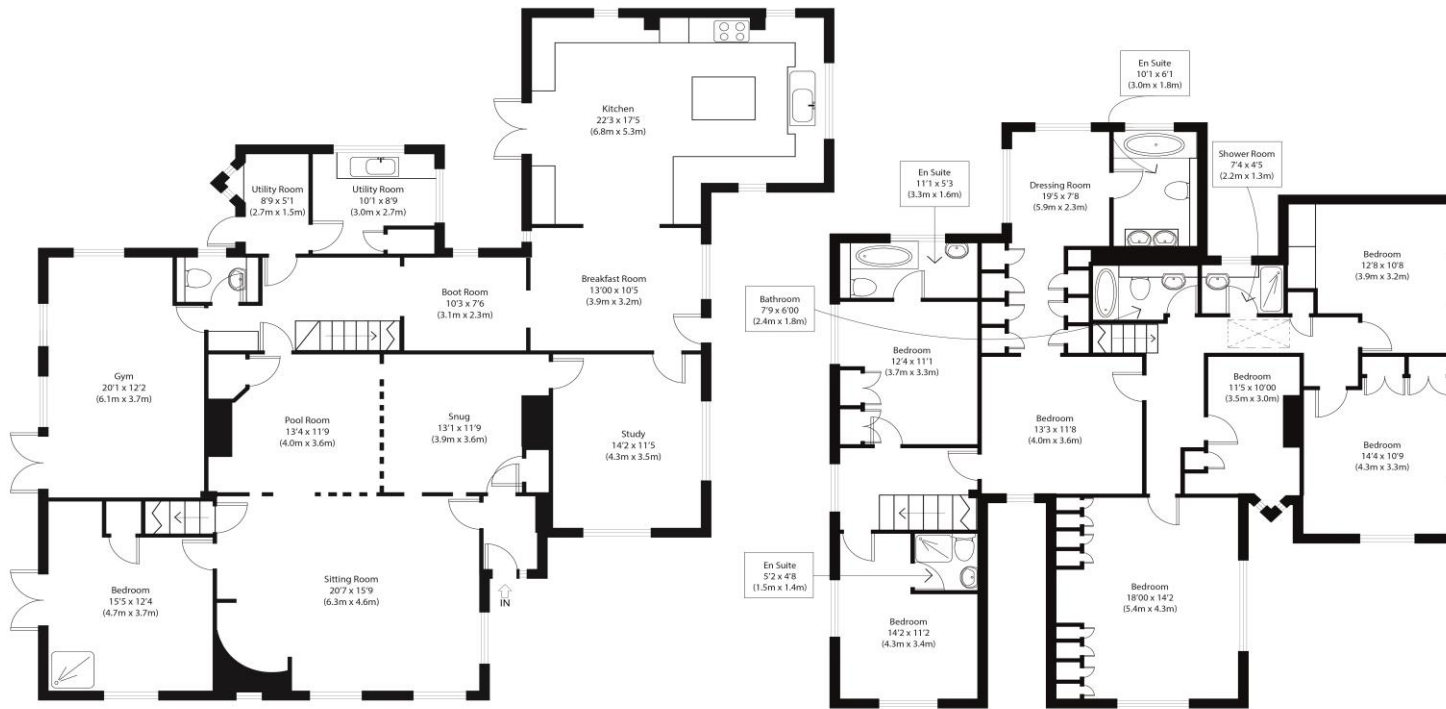 Kitchen
22'3 x 17'5
(6.8m x 5.3m)
Utility Room
8'9 x 5'1
(2.7m x 1.5m)
Utility Room
10'1 x 8'9
(3.0m x 2.7m)
Boot Room
10'3 x 7'6
(3.1m x 2.3m)
Breakfast Room
13'00 x 10'5
(3.9m x 3.2m)
Gym
20'1 x 12'2
(6.1m x 3.7m)
Pool Room
13'4 x 11'9
(4.0m x 3.6m)
Snug
13'1 x 11'9
(3.9m x 3.6m)
Study
14'2 x 11'5
(4.3m x 3.5m)
Bedroom
15'5 x 12'4
(4.7m x 3.7m)
Sitting Room
20'7 x 15'9
(6.3m x 4.6m)
IN
En Suite
10'1 x 6'1
(3.0m x 1.8m)
Shower Room
7'4 x 4'5
(2.2m x 1.3m)
En Suite
11'1 x 5'3
(3.3m x 1.6m)
Dressing Room
19'5 x 7'8
(5.9m x 2.3m)
Bedroom
12'8 x 10'8
(3.9m x 3.2m)
Bathroom
7'9 x 6'00
(2.4m x 1.8m)
Bedroom
12'4 x 11'1
(3.7m x 3.3m)
Bedroom
13'3 x 11'8
(4.0m x 3.6m)
Bedroom
11'5 x 10'00
(3.5m x 3.0m)
Bedroom
14'4 x 10'9
(4.3m x 3.3m)
En Suite
5'2 x 4'8
(1.5m x 1.4m)
Bedroom
14'2 x 11'2
(4.3m x 3.4m)
Bedroom
18'00 x 14'2
(5.4m x 4.3m)